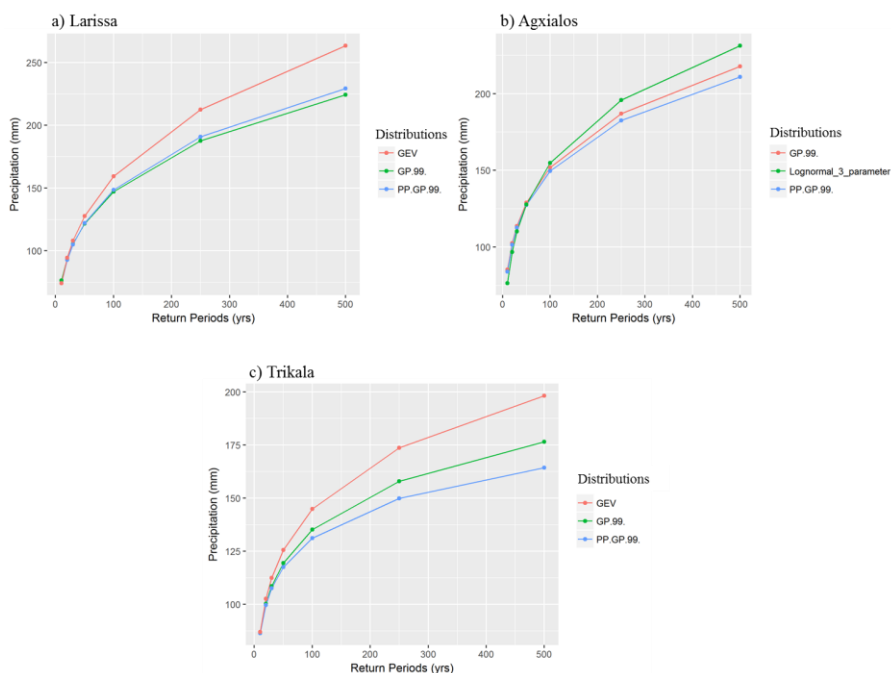 a) Larissa
250
200
150
100
Precipitation (mm)
0 100 200 300 400 500
Return Periods (yrs)
Distributions
GEV
GP.99.
PP.GP.99.
b) Agxialos
200
150
100
Precipitation (mm)
0 100 200 300 400 500
Return Periods (yrs)
Distributions
GP.99.
Lognormal_3_parameter
PP.GP.99.
c) Trikala
200
175
150
125
100
Precipitation (mm)
0 100 200 300 400 500
Return Periods (yrs)
Distributions
GEV
GP.99.
PP.GP.99.